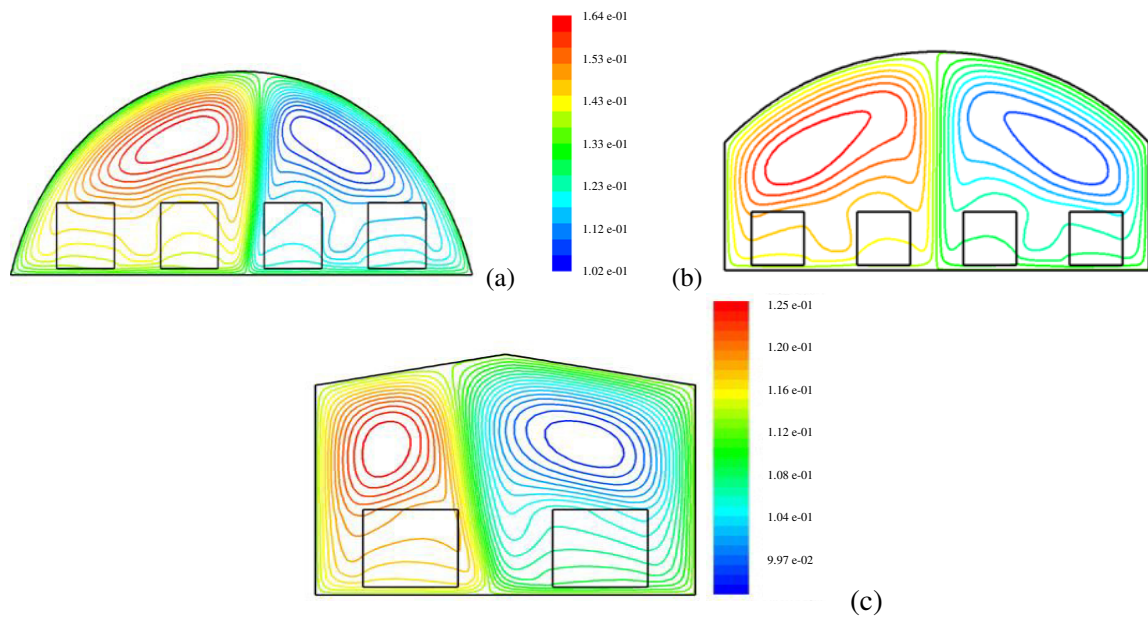 1.64 e-01
1.53 e-01
1.43 e-01
1.33 e-01
1.23 e-01
1.12 e-01
1.02 e-01
(a)
(b)
1.25 e-01
1.20 e-01
1.16 e-01
1.12 e-01
1.08 e-01
1.04 e-01
9.97 e-02
(c)